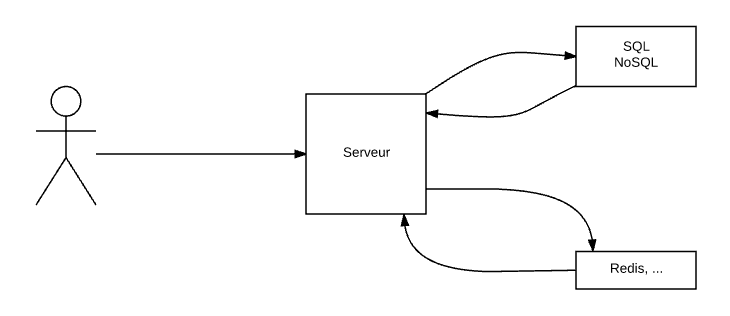 SQL
NoSQL
Serveur
Redis, ...